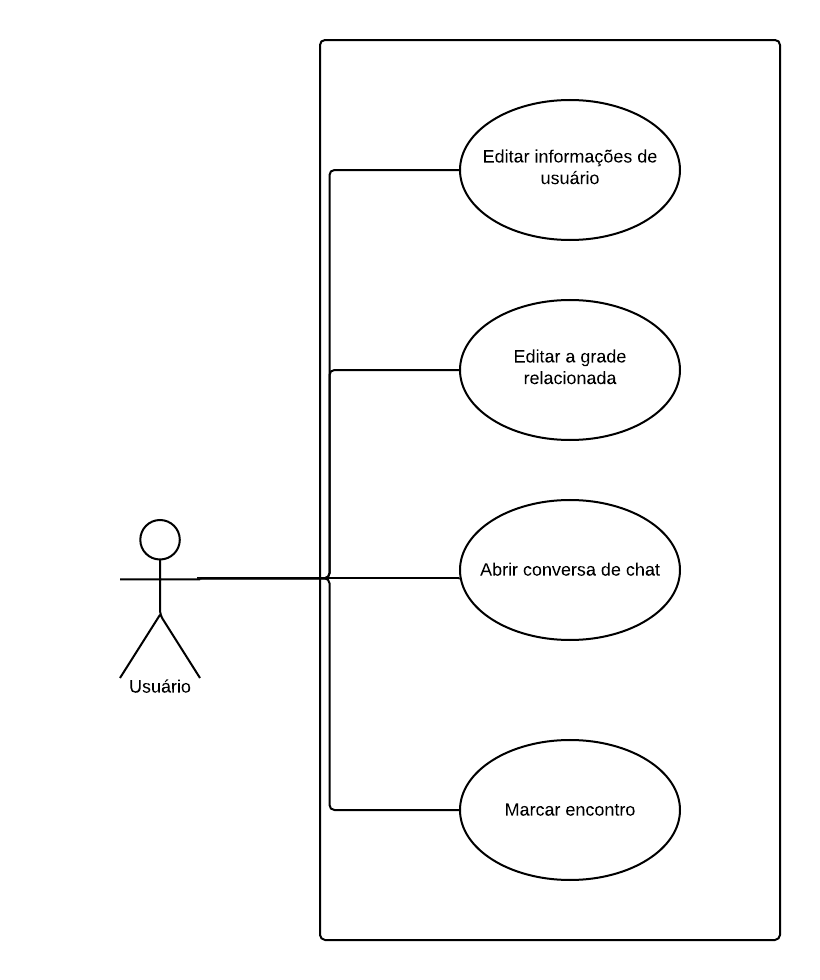 Editar informações de
usuário
Editar a grade
relacionada
Abrir conversa de chat
Usuário
Marcar encontro